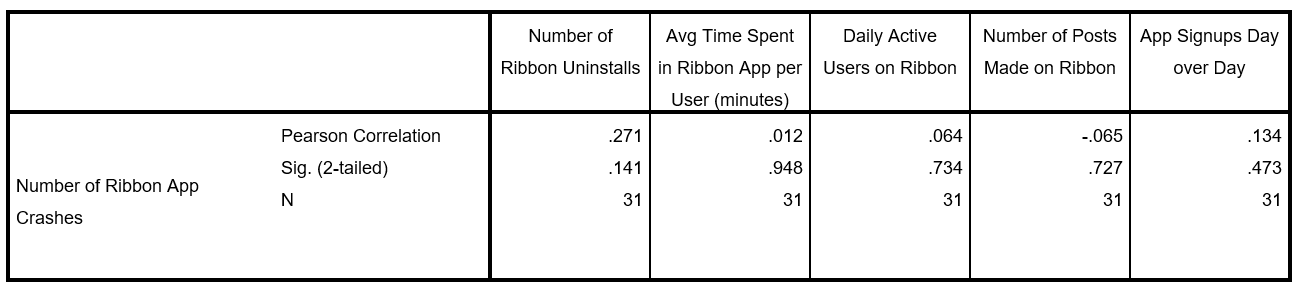 Number of Ribbon Uninstalls
Avg Time Spent in Ribbon App per User (minutes)
Daily Active Users on Ribbon
Number of Posts Made on Ribbon
App Signups Day over Day
Number of Ribbon App Crashes
Pearson Correlation .271 .012 .064 -.065 .134
Sig. (2-tailed) .141 .948 .734 .727 .473
N 31 31 31 31 31